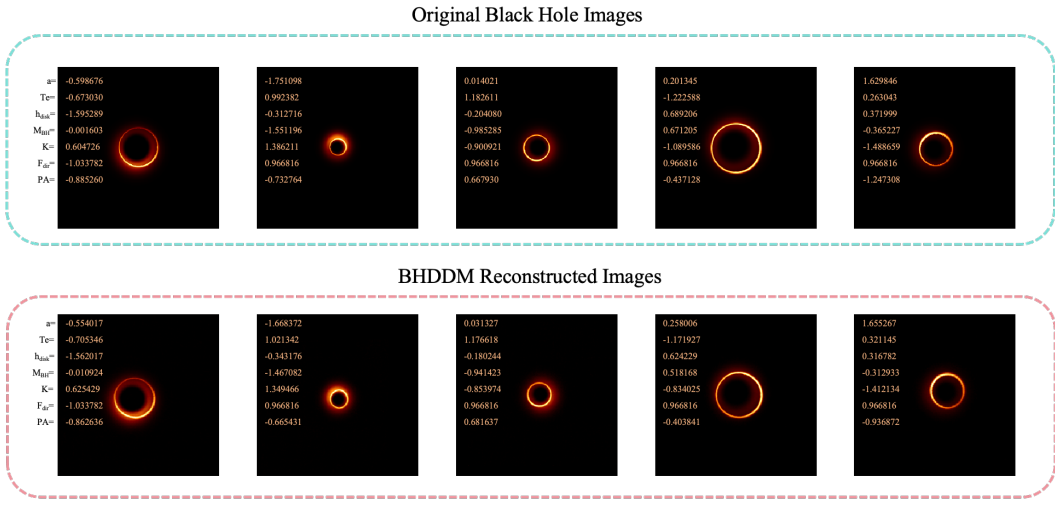 Original Black Hole Images
a= -0.598676 -1.751098 0.014021 0.201345 1.629846
Te= -0.673030 0.992382 1.182611 -1.222588 0.263043
hdisk= -1.595289 -0.312716 -0.204080 0.689206 0.371999
MBH= -0.001603 -1.551196 -0.985285 0.671205 -0.365227
K= 0.604726 1.386211 -0.900921 -1.089586 -1.488659
Fdir= -1.033782 0.966816 0.966816 0.966816 0.966816
PA= -0.885260 -0.732764 0.667930 -0.437128 -1.247308
BHDDM Reconstructed Images
a= -0.554017 -1.668372 0.031327 0.258006 1.655267
Te= -0.705346 1.021342 1.176618 -1.171927 0.321145
hdisk= -1.562017 -0.343176 -0.180244 0.624229 0.316782
MBH= -0.010924 -1.467082 -0.941423 0.518168 -0.312933
K= 0.625429 1.349466 -0.853974 -0.834025 -1.412134
Fdir= -1.033782 0.966816 0.966816 0.966816 0.966816
PA= -0.862636 -0.665431 0.681637 -0.403841 -0.936872